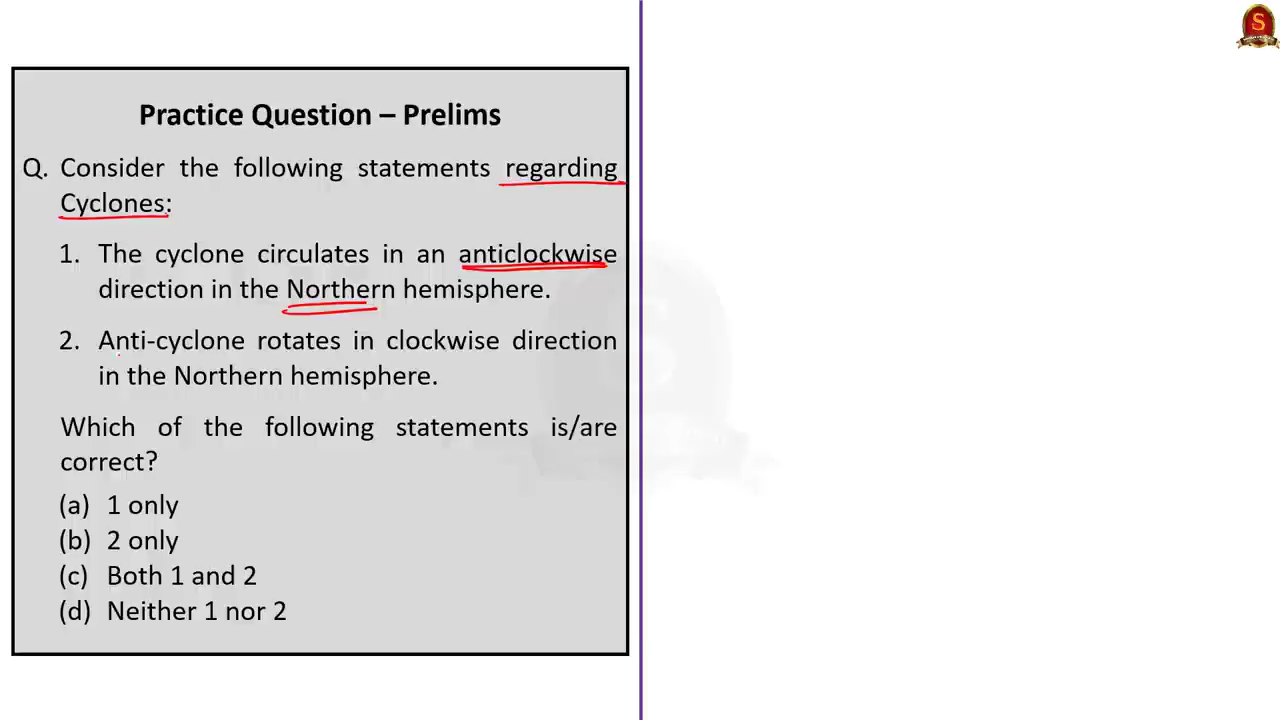 S
Practice Question – Prelims
Q. Consider the following statements regarding
Cyclones:
1. The cyclone circulates in an anticlockwise
direction in the Northern hemisphere.
2. Anti-cyclone rotates in clockwise direction
in the Northern hemisphere.
Which of the following statements is/are
correct?
(a) 1 only
(b) 2 only
(c) Both 1 and 2
(d) Neither 1 nor 2